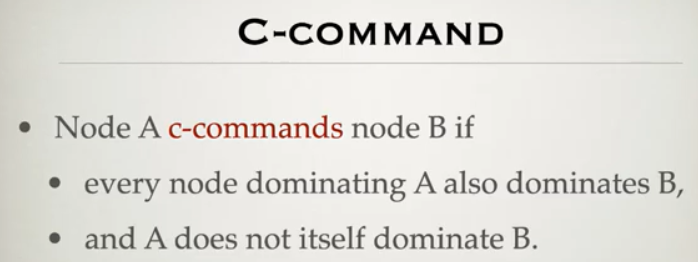 C-COMMAND
• Node A c-commands node B if
• every node dominating A also dominates B,
• and A does not itself dominate B.